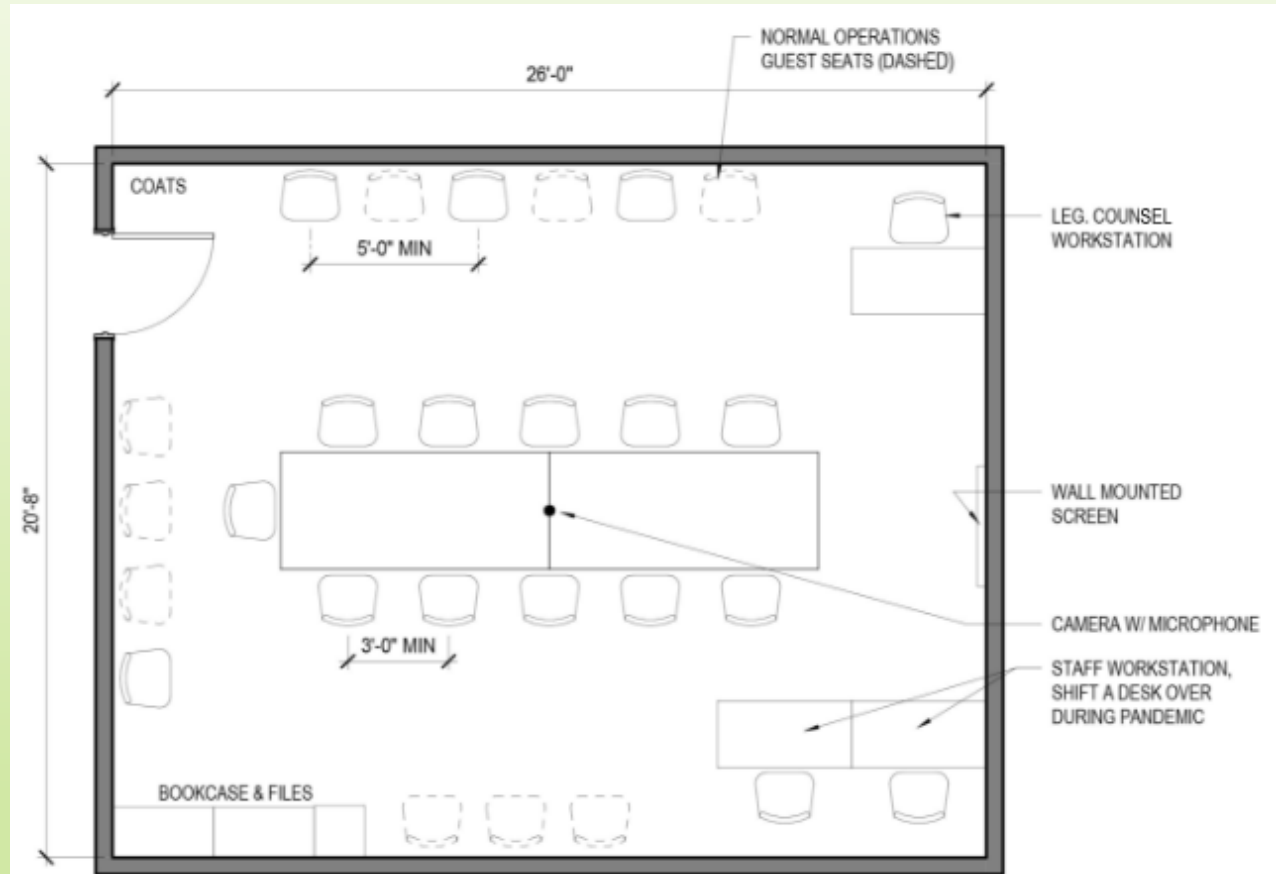 NORMAL OPERATIONS
GUEST SEATS (DASHED)
26'-0"
COATS
LEG. COUNSEL
WORKSTATION
5'-0" MIN
20'-8"
WALL MOUNTED
SCREEN
CAMERA W/ MICROPHONE
3'-0" MIN
STAFF WORKSTATION,
SHIFT A DESK OVER
DURING PANDEMIC
BOOKCASE & FILES